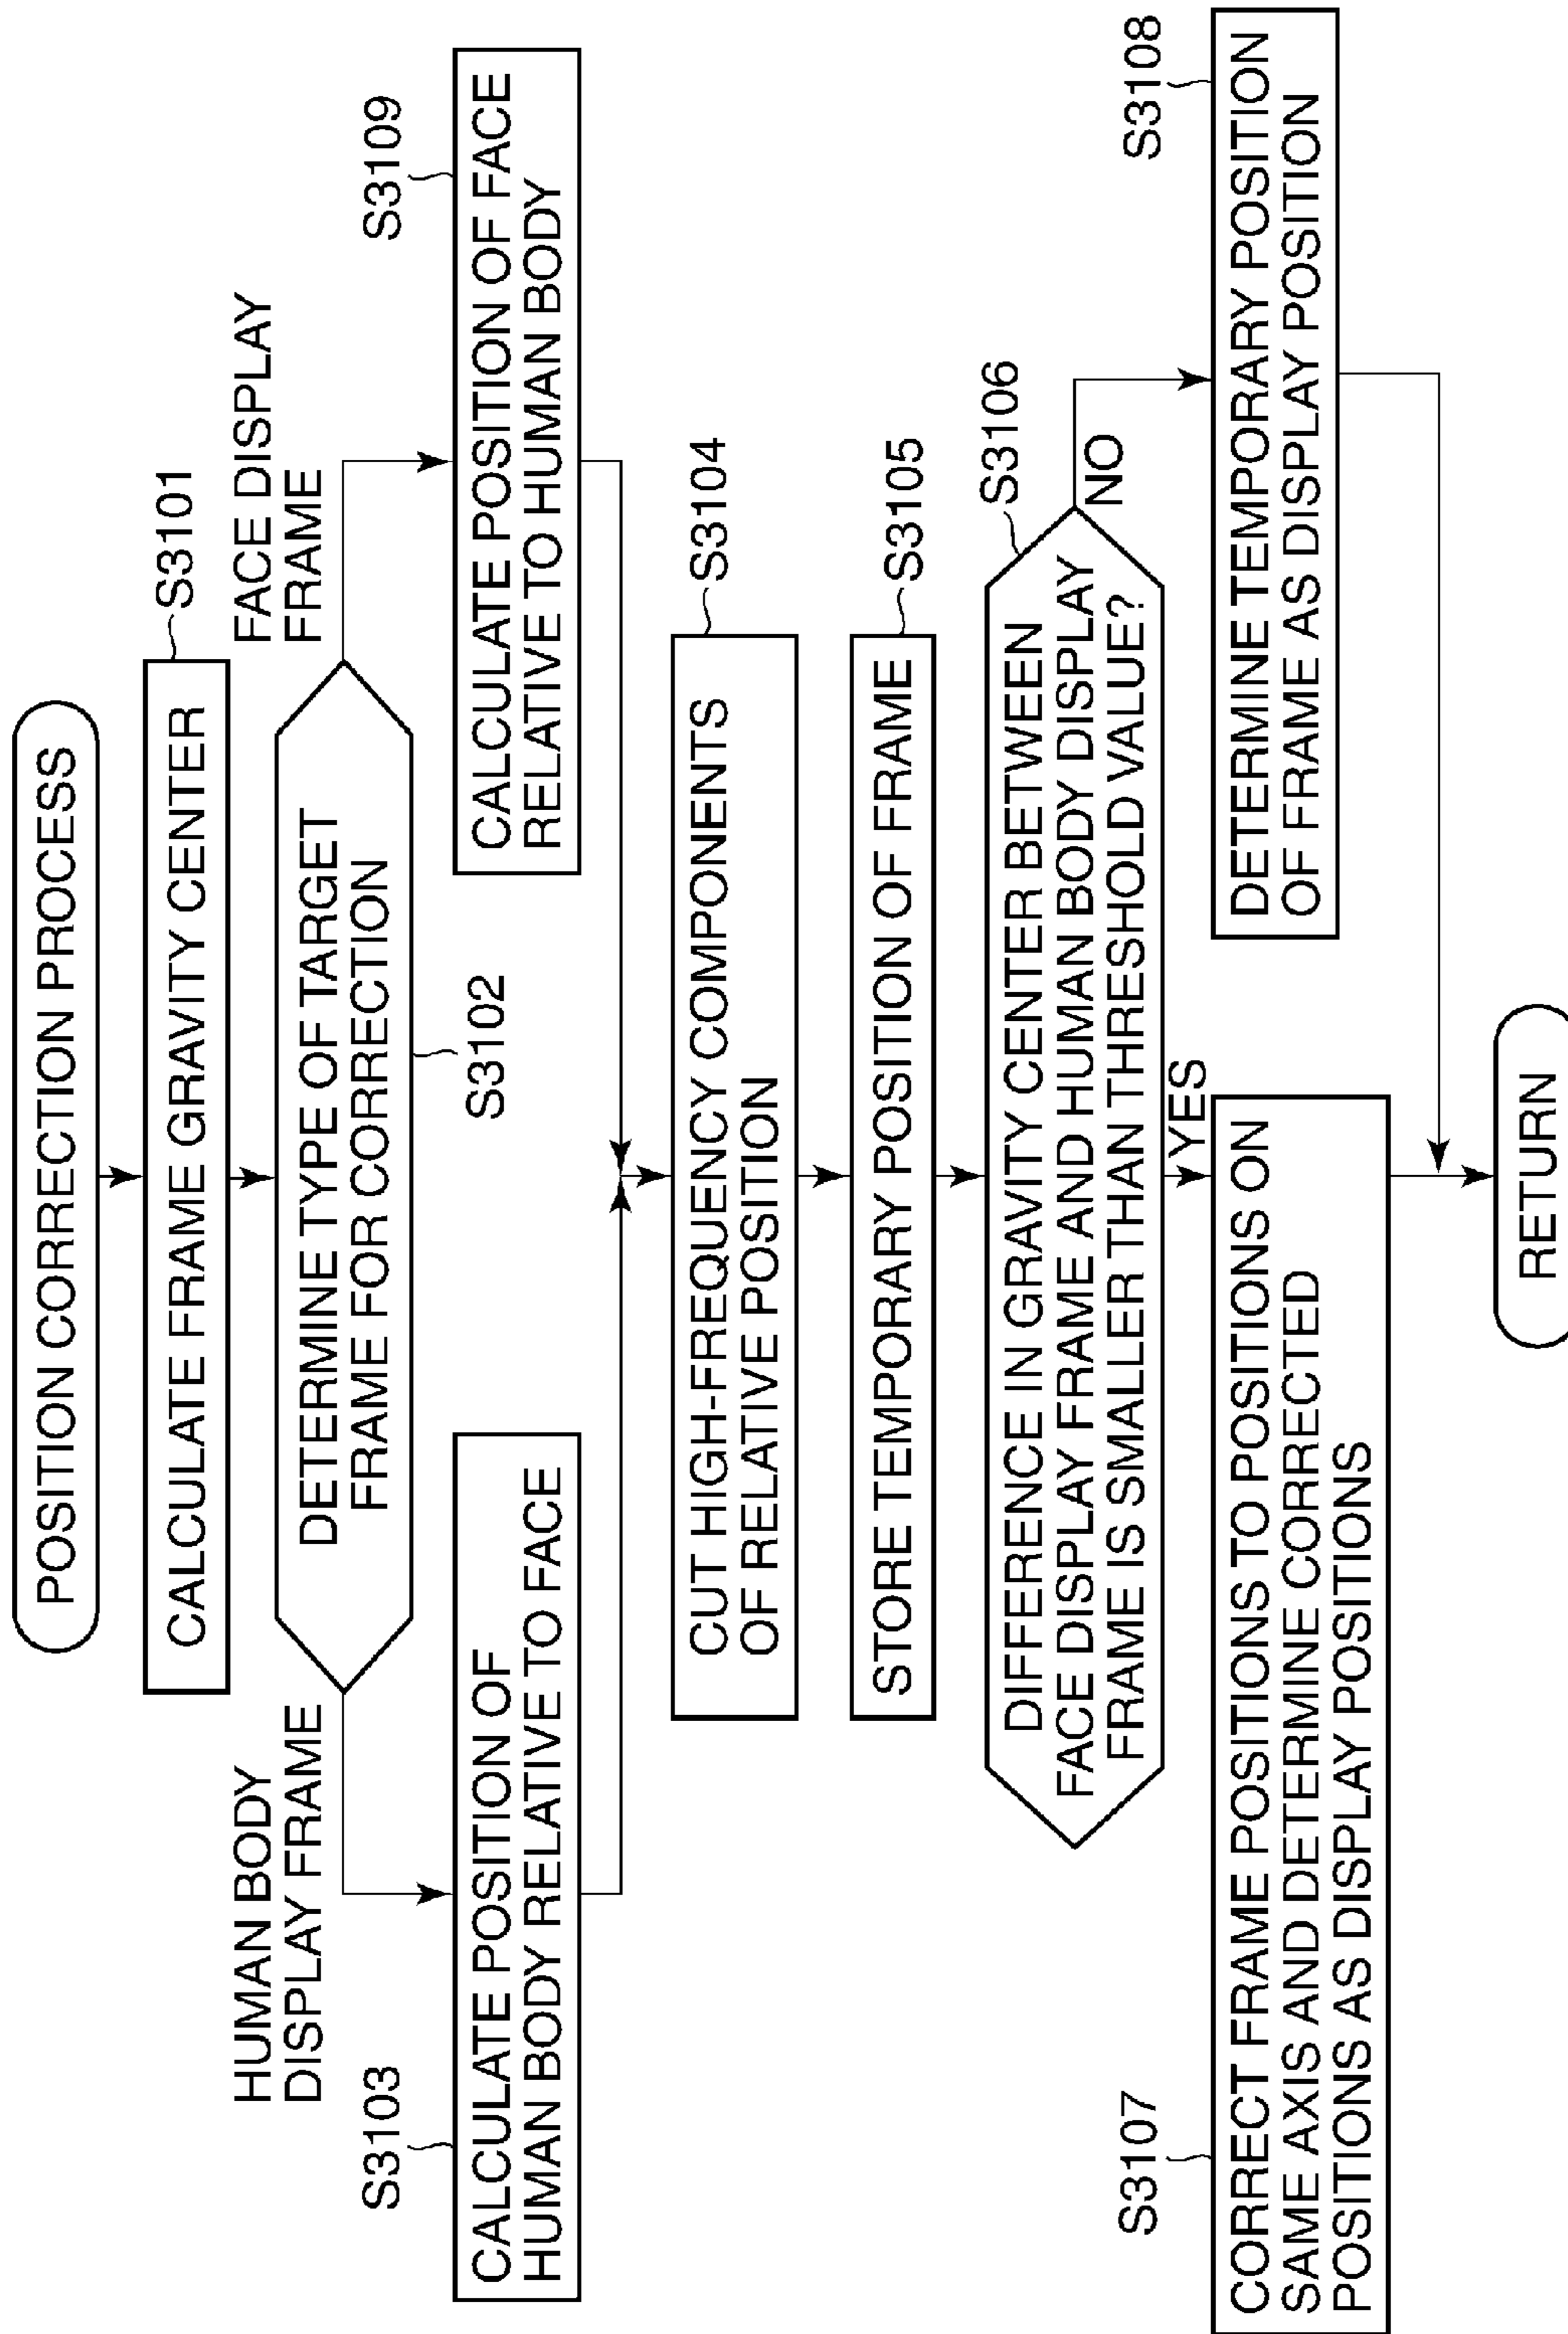 POSITION CORRECTION PROCESS
S3101
CALCULATE FRAME GRAVITY CENTER
HUMAN BODY
DISPLAY FRAME
FACE DISPLAY
FRAME
DETERMINE TYPE OF TARGET
FRAME FOR CORRECTION
S3102
S3103
CALCULATE POSITION OF
HUMAN BODY RELATIVE TO FACE
S3109
CALCULATE POSITION OF FACE
RELATIVE TO HUMAN BODY
S3104
CUT HIGH-FREQUENCY COMPONENTS
OF RELATIVE POSITION
S3105
STORE TEMPORARY POSITION OF FRAME
S3106
DIFFERENCE IN GRAVITY CENTER BETWEEN
FACE DISPLAY FRAME AND HUMAN BODY DISPLAY
FRAME IS SMALLER THAN THRESHOLD VALUE?
NO
YES
S3107
CORRECT FRAME POSITIONS TO POSITIONS ON
SAME AXIS AND DETERMINE CORRECTED
POSITIONS AS DISPLAY POSITIONS
S3108
DETERMINE TEMPORARY POSITION
OF FRAME AS DISPLAY POSITION
RETURN